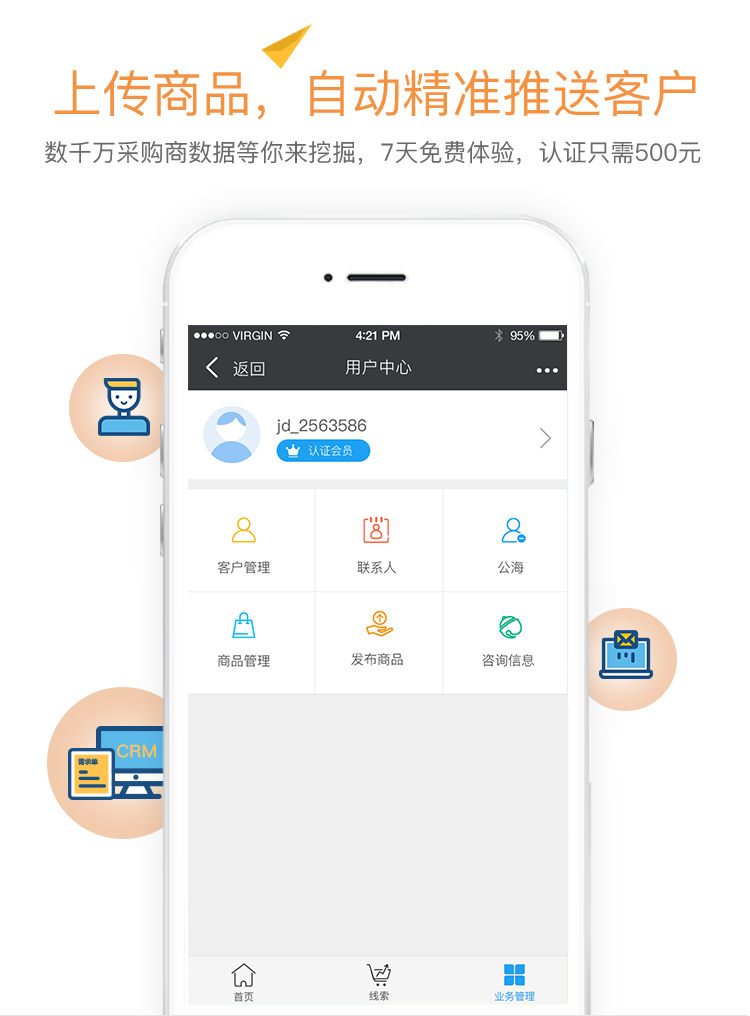 上传商品，自动精准推送客户
数千万采购商数据等你来挖掘，7天免费体验，认证只需500元
VIRGIN 4:21 PM 95%
返回 用户中心
jd_2563586
认证会员
客户管理 联系人 公海
商品管理 发布商品 咨询信息
CRM
需求单
首页 线索 业务管理